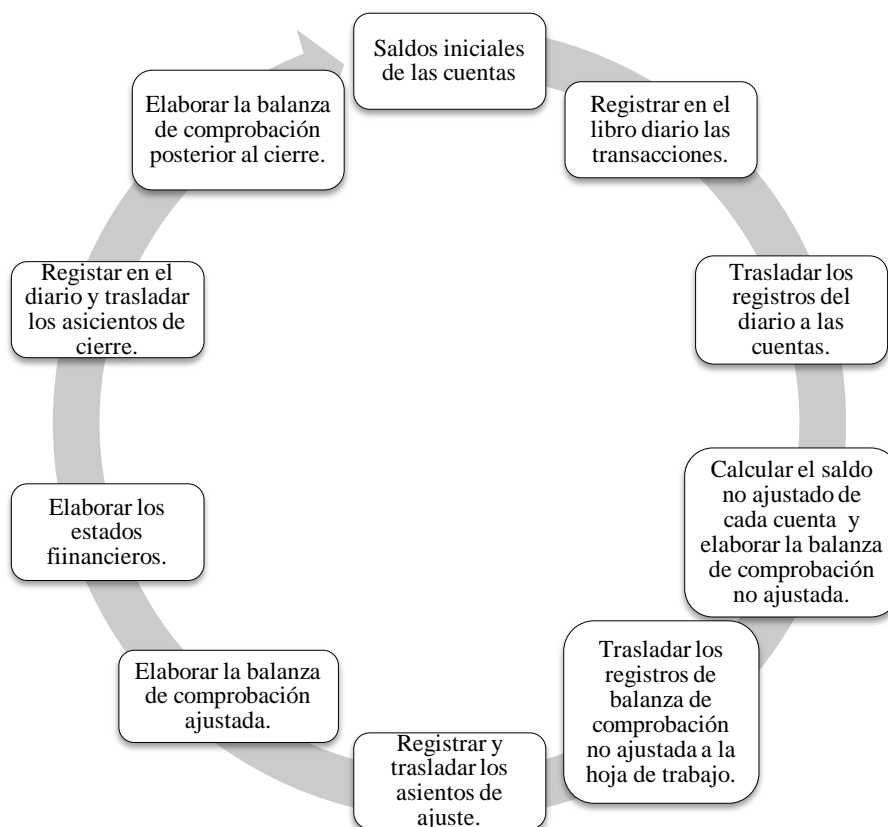 Saldos iniciales
de las cuentas
Registrar en el
libro diario las
transacciones.
Trasladar los
registros del
diario a las
cuentas.
Calcular el saldo
no ajustado de
cada cuenta y
elaborar la balanza
de comprobación
no ajustada.
Trasladar los
registros de
balanza de
comprobación
no ajustada a la
hoja de trabajo.
Registrar y
trasladar los
asientos de
ajuste.
Elaborar la balanza
de comprobación
ajustada.
Elaborar los
estados
fiinancieros.
Registar en el
diario y trasladar
los asicientos de
cierre.
Elaborar la balanza
de comprobación
posterior al cierre.